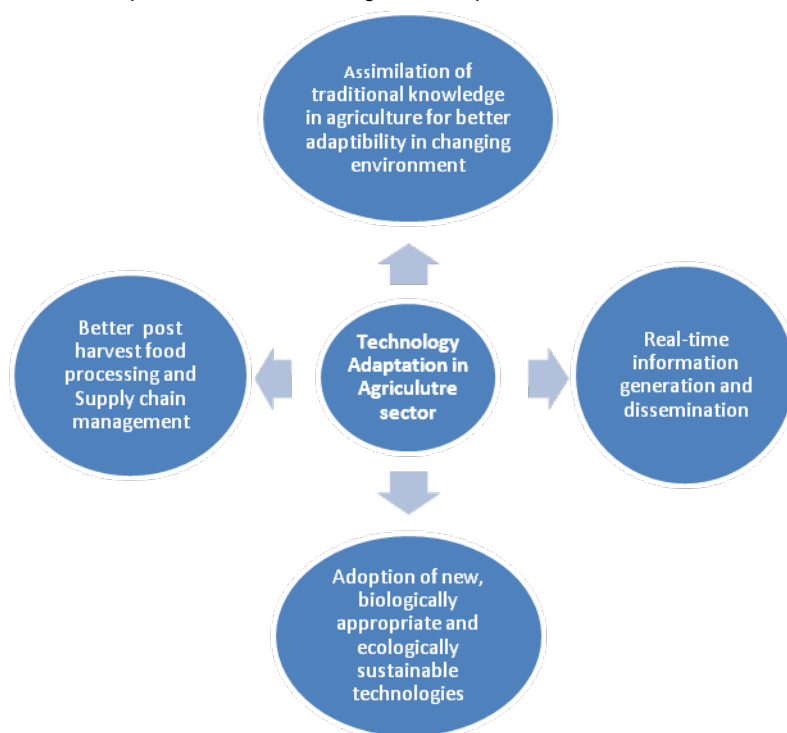 Assimilation of
traditional knowledge
in agriculture for better
adaptibility in changing
environment
Better post
harvest food
processing and
Supply chain
management
Technology
Adaptation in
Agriculutre
sector
Real-time
information
generation and
dissemination
Adoption of new,
biologically
appropriate and
ecologically
sustainable
technologies